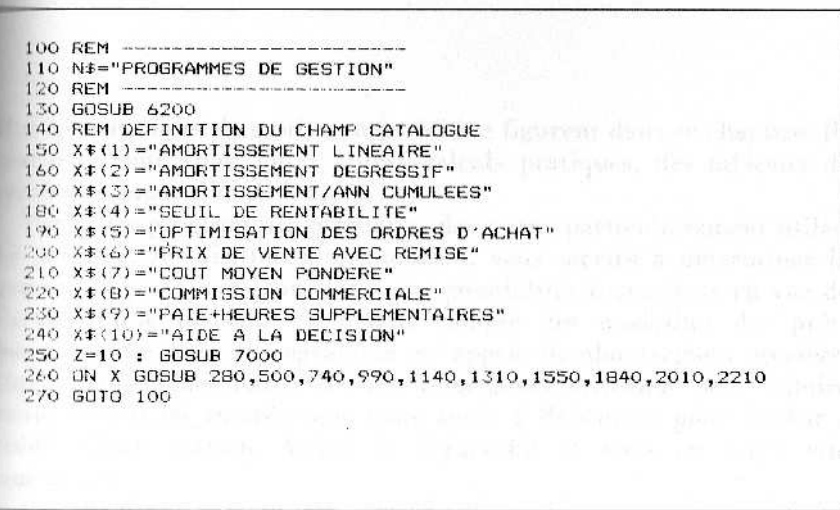 100 REM --------------------------
110 N$="PROGRAMMES DE GESTION"
120 REM --------------------------
130 GOSUB 6200
140 REM DEFINITION DU CHAMP CATALOGUE
150 X$(1)="AMORTISSEMENT LINEAIRE"
160 X$(2)="AMORTISSEMENT DEGRESSIF"
170 X$(3)="AMORTISSEMENT/ANN CUMULEES"
180 X$(4)="SEUIL DE RENTABILITE"
190 X$(5)="OPTIMISATION DES ORDRES D'ACHAT"
200 X$(6)="PRIX DE VENTE AVEC REMISE"
210 X$(7)="COUT MOYEN PONDERE"
220 X$(8)="COMMISSION COMMERCIALE"
230 X$(9)="PAIE+HEURES SUPPLEMENTAIRES"
240 X$(10)="AIDE A LA DECISION"
250 Z=10 : GOSUB 7000
260 ON X GOSUB 280,500,740,990,1140,1310,1550,1840,2010,2210
270 GOTO 100